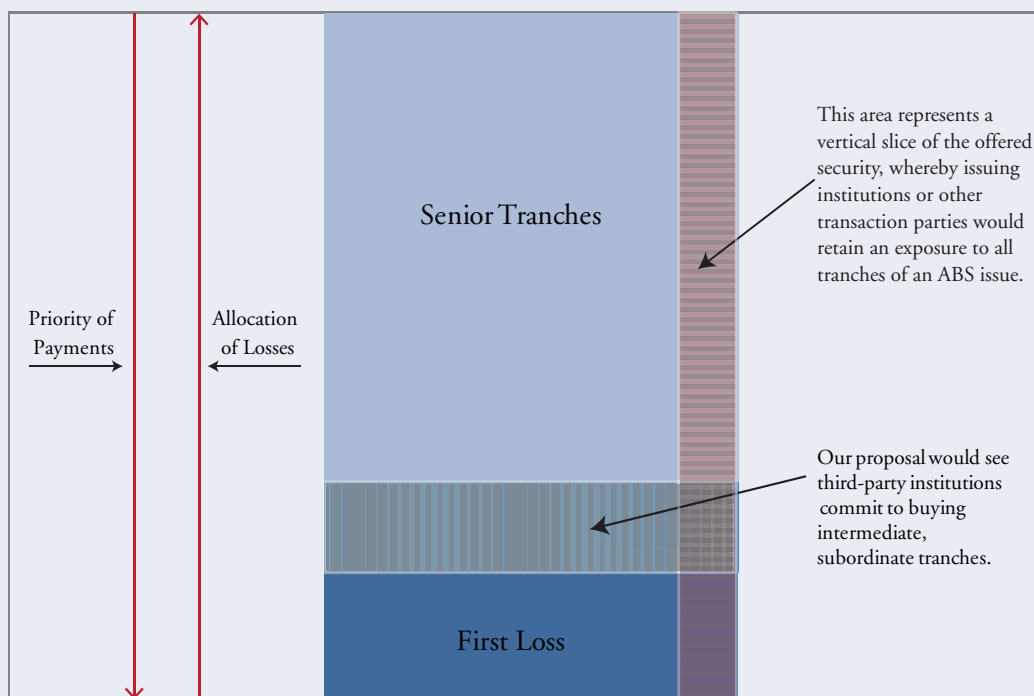 This area represents a
vertical slice of the offered
security, whereby issuing
institutions or other
transaction parties would
retain an exposure to all
tranches of an ABS issue.
Senior Tranches
Priority of
Payments
Allocation
of Losses
Our proposal would see
third-party institutions
commit to buying
intermediate,
subordinate tranches.
First Loss